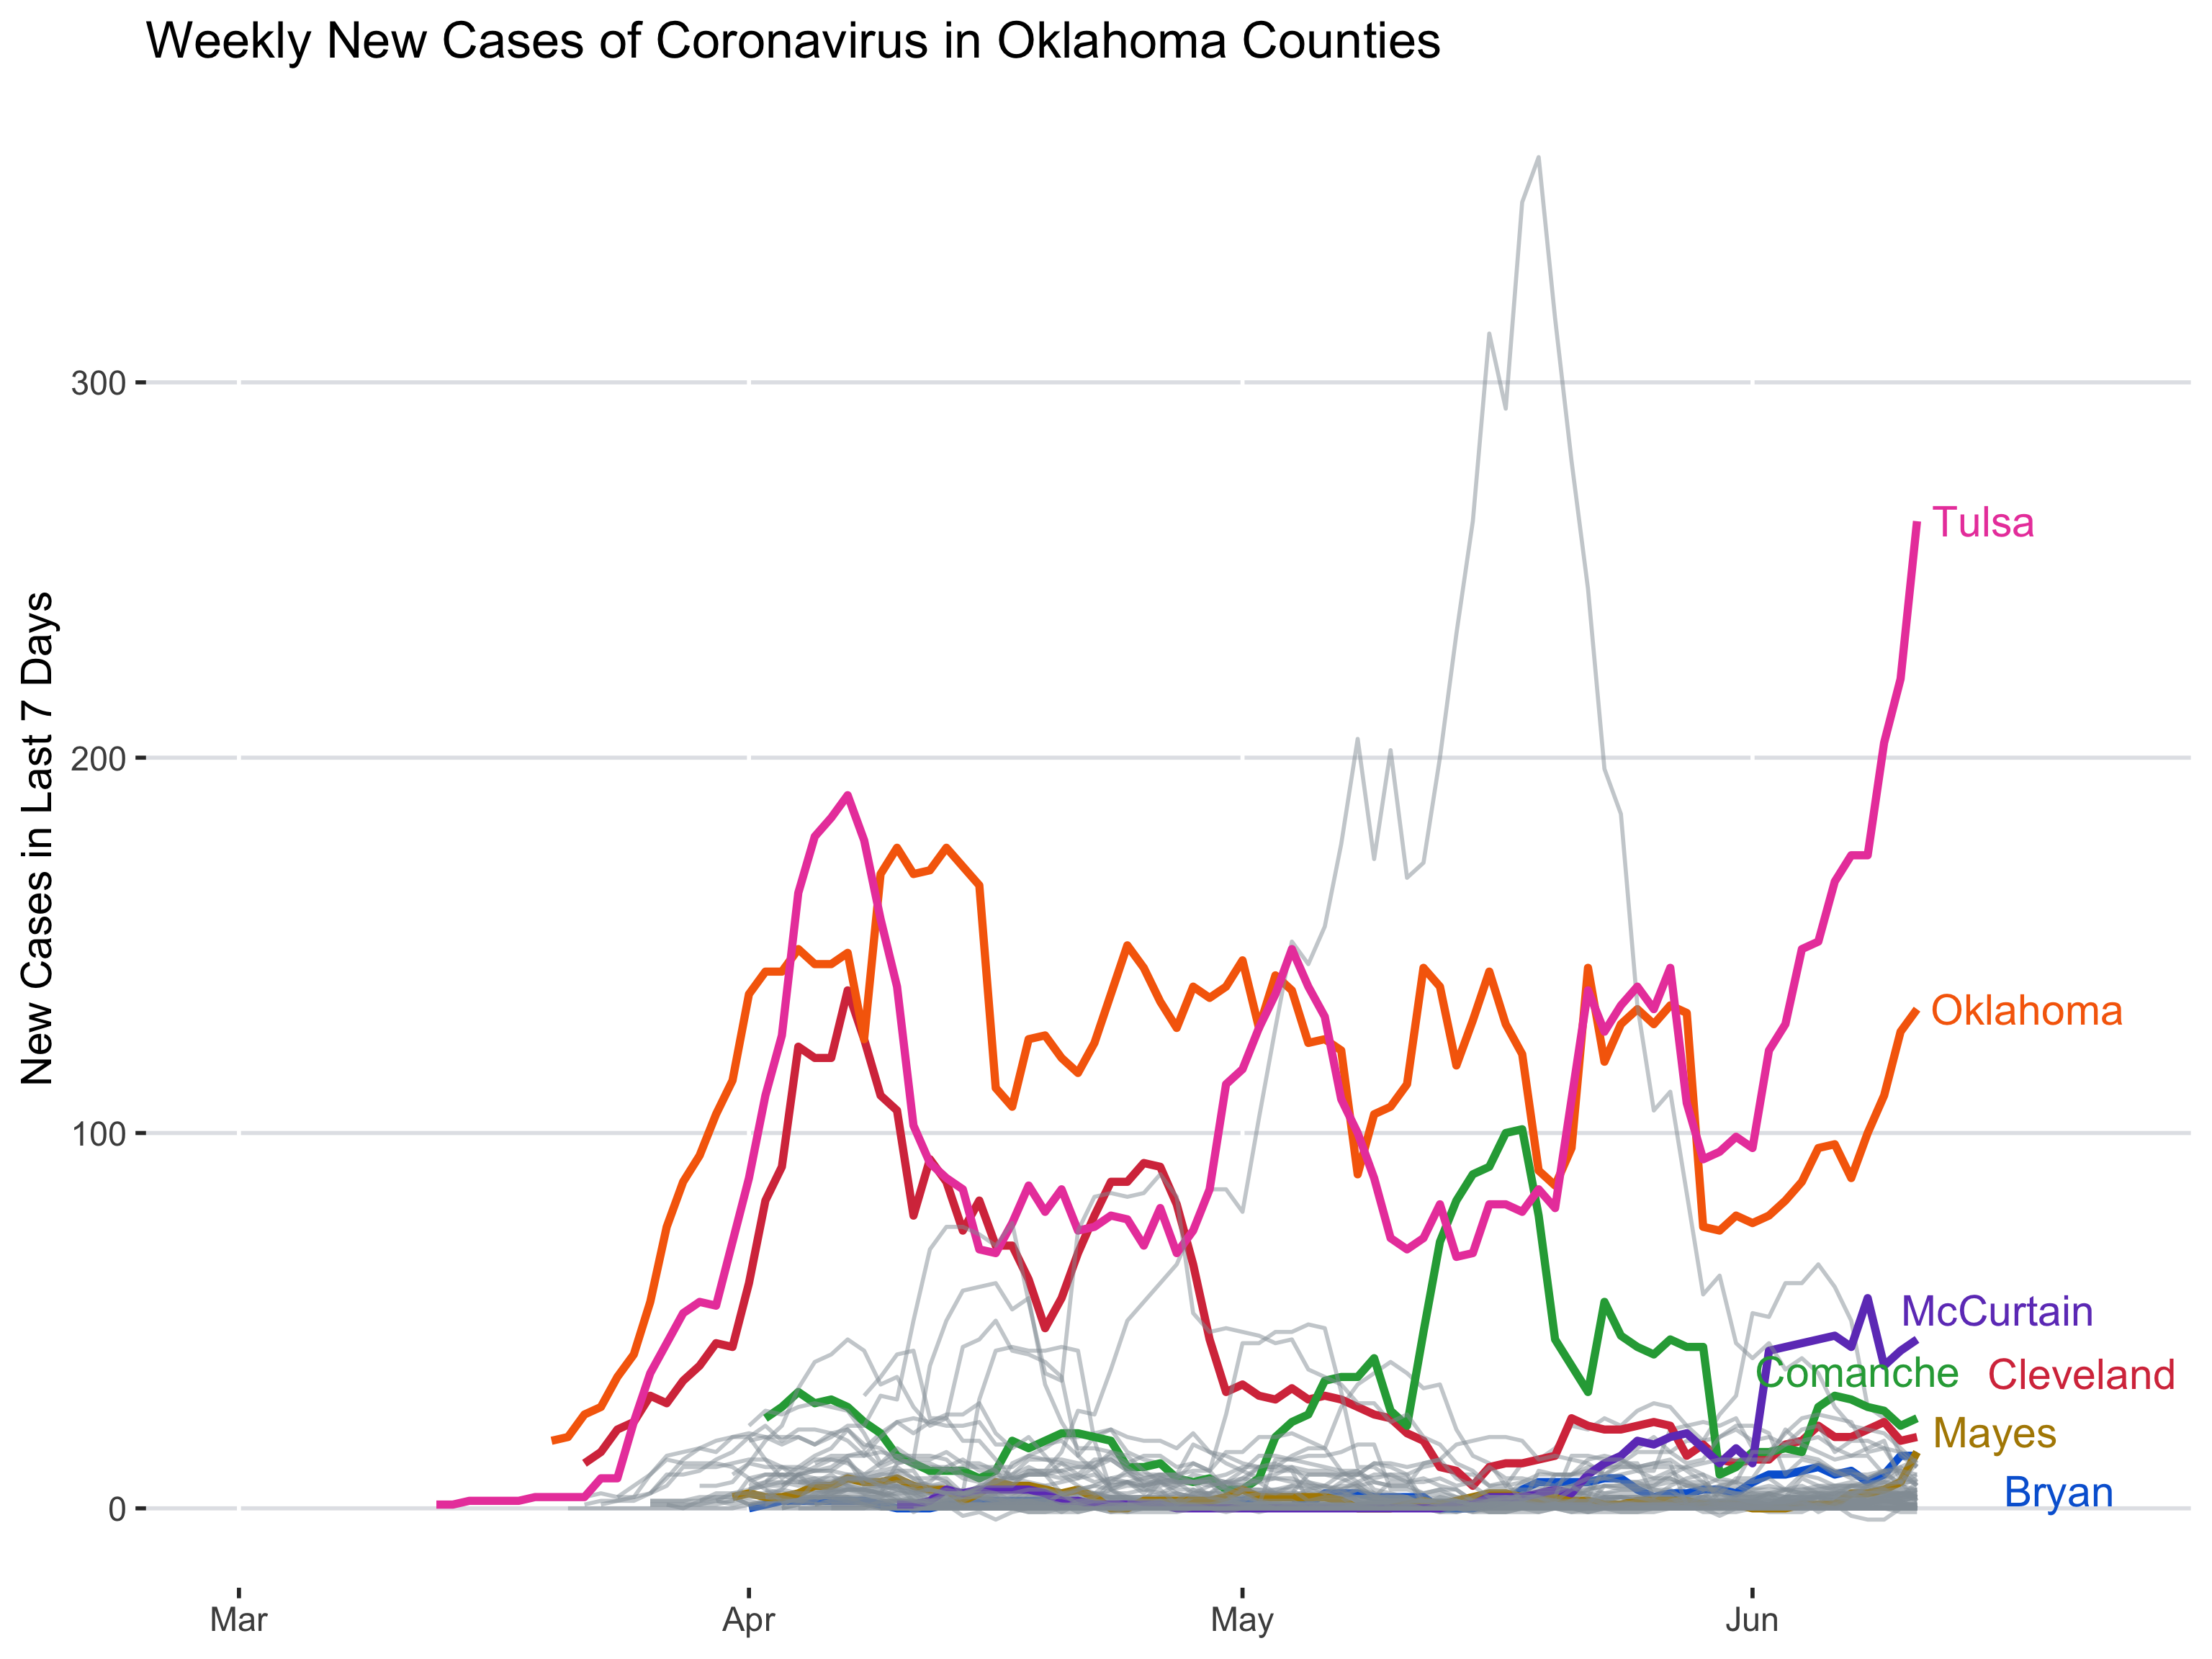 Weekly New Cases of Coronavirus in Oklahoma Counties
New Cases in Last 7 Days
300
200
100
0
Mar
Apr
May
Jun
Tulsa
Oklahoma
McCurtain
Comanche
Cleveland
Mayes
Bryan